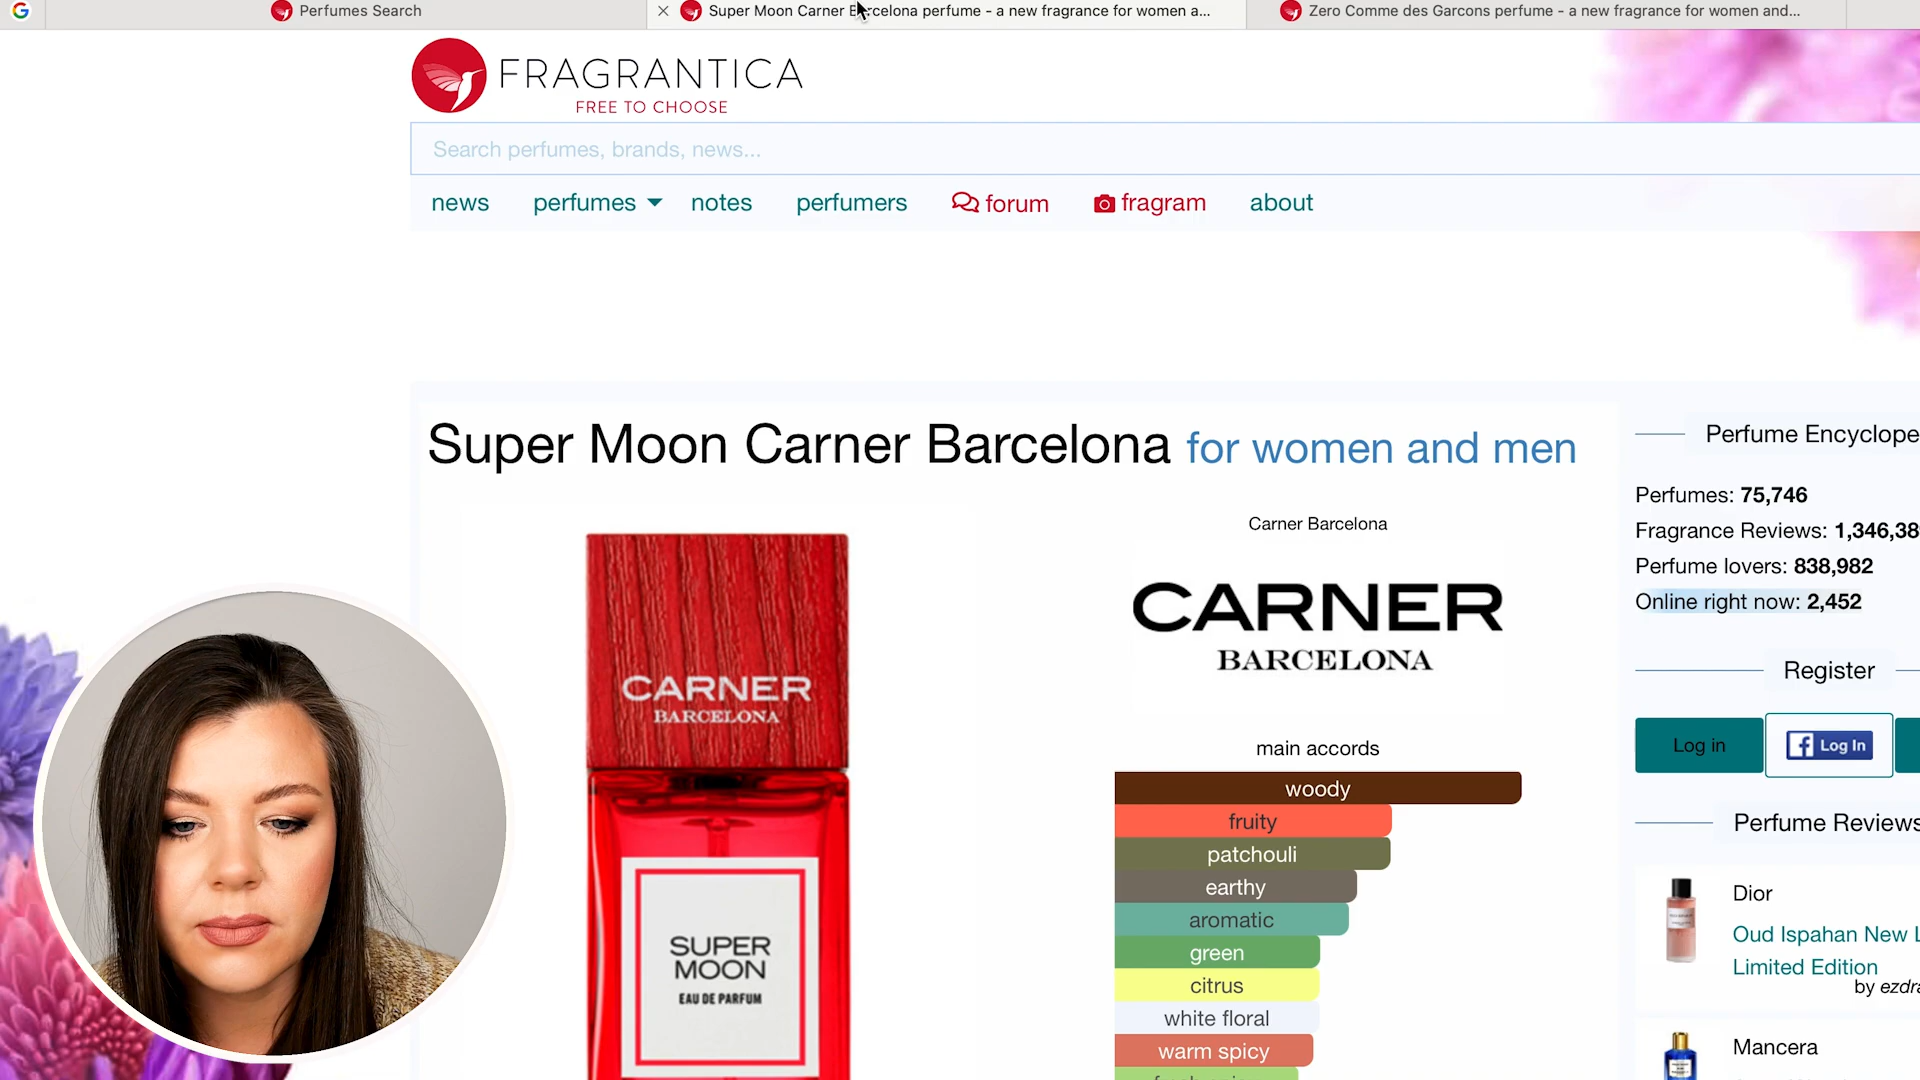 Perfumes Search
Super Moon Carner Barcelona perfume - a new fragrance for women a...
Zero Comme des Garcons perfume - a new fragrance for women and...
FRAGRANTICA
FREE TO CHOOSE
Search perfumes, brands, news...
news perfumes notes perfumers forum fragram about
Super Moon Carner Barcelona for women and men
Carner Barcelona
CARNER
BARCELONA
main accords
woody
fruity
patchouli
earthy
aromatic
green
citrus
white floral
warm spicy
CARNER
BARCELONA
SUPER
MOON
EAU DE PARFUM
Perfume Encyclope
Perfumes: 75,746
Fragrance Reviews: 1,346,38
Perfume lovers: 838,982
Online right now: 2,452
Register
Log in
Log In
Perfume Reviews
Dior
Oud Ispahan New L
Limited Edition
by ezdra
Mancera